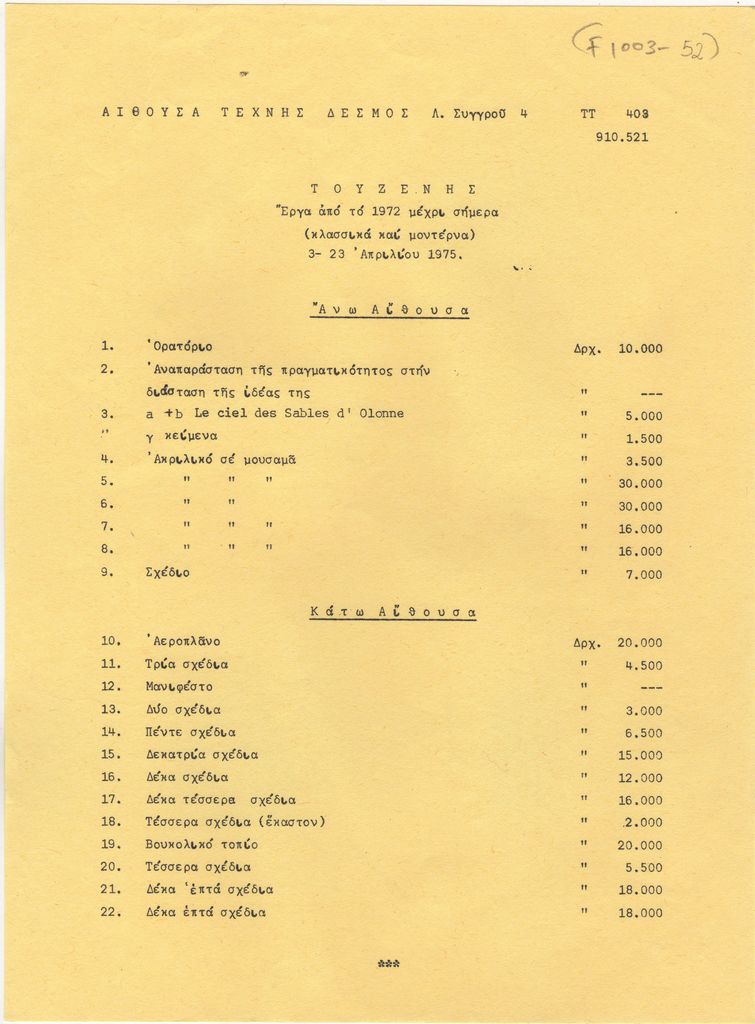 (F1003-52)
ΑΙΘΟΥΣΑ ΤΕΧΝΗΣ ΔΕΣΜΟΣ Λ. Συγγροῦ 4 ΤΤ 403
910.521
ΤΟΥΖΕΝΗΣ
Ἔργα ἀπό τό 1972 μέχρι σήμερα
(κλασσικά καί μοντέρνα)
3- 23 Ἀπριλίου 1975.
Ἄνω Αἴθουσα
1. Ὁρατόριο Δρχ. 10.000
2. Ἀναπαράσταση τῆς πραγματικότητος στήν
διάσταση τῆς ἰδέας της " ---
3. a +b Le ciel des Sables d' Olonne " 5.000
" γ κείμενα " 1.500
4. Ἀκριλικό σέ μουσαμᾶ " 3.500
5. " " " " 30.000
6. " " " 30.000
7. " " " " 16.000
8. " " " " 16.000
9. Σχέδιο " 7.000
Κάτω Αἴθουσα
10. Ἀεροπλᾶνο Δρχ. 20.000
11. Τρία σχέδια " 4.500
12. Μανιφέστο " ---
13. Δύο σχέδια " 3.000
14. Πέντε σχέδια " 6.500
15. Δεκατρία σχέδια " 15.000
16. Δέκα σχέδια " 12.000
17. Δέκα τέσσερα σχέδια " 16.000
18. Τέσσερα σχέδια (ἕκαστον) " 2.000
19. Βουκολικό τοπίο " 20.000
20. Τέσσερα σχέδια " 5.500
21. Δέκα ἑπτά σχέδια " 18.000
22. Δέκα ἑπτά σχέδια " 18.000
***